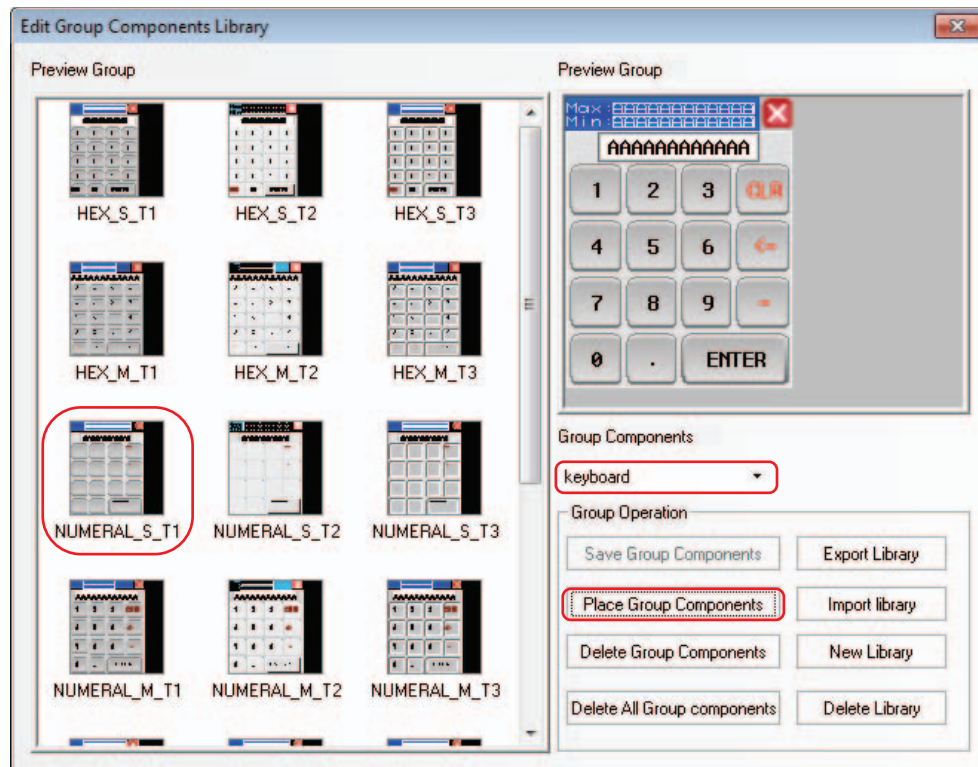 Edit Group Components Library
Preview Group
HEX_S_T1 HEX_S_T2 HEX_S_T3
HEX_M_T1 HEX_M_T2 HEX_M_T3
NUMERAL_S_T1 NUMERAL_S_T2 NUMERAL_S_T3
NUMERAL_M_T1 NUMERAL_M_T2 NUMERAL_M_T3
Preview Group
Max:AAAAAAAAAAAA
Min:AAAAAAAAAAAA
AAAAAAAAAAAA
1 2 3 CLR
4 5 6 <=
7 8 9 -
0 . ENTER
Group Components
keyboard
Group Operation
Save Group Components Export Library
Place Group Components Import library
Delete Group Components New Library
Delete All Group components Delete Library